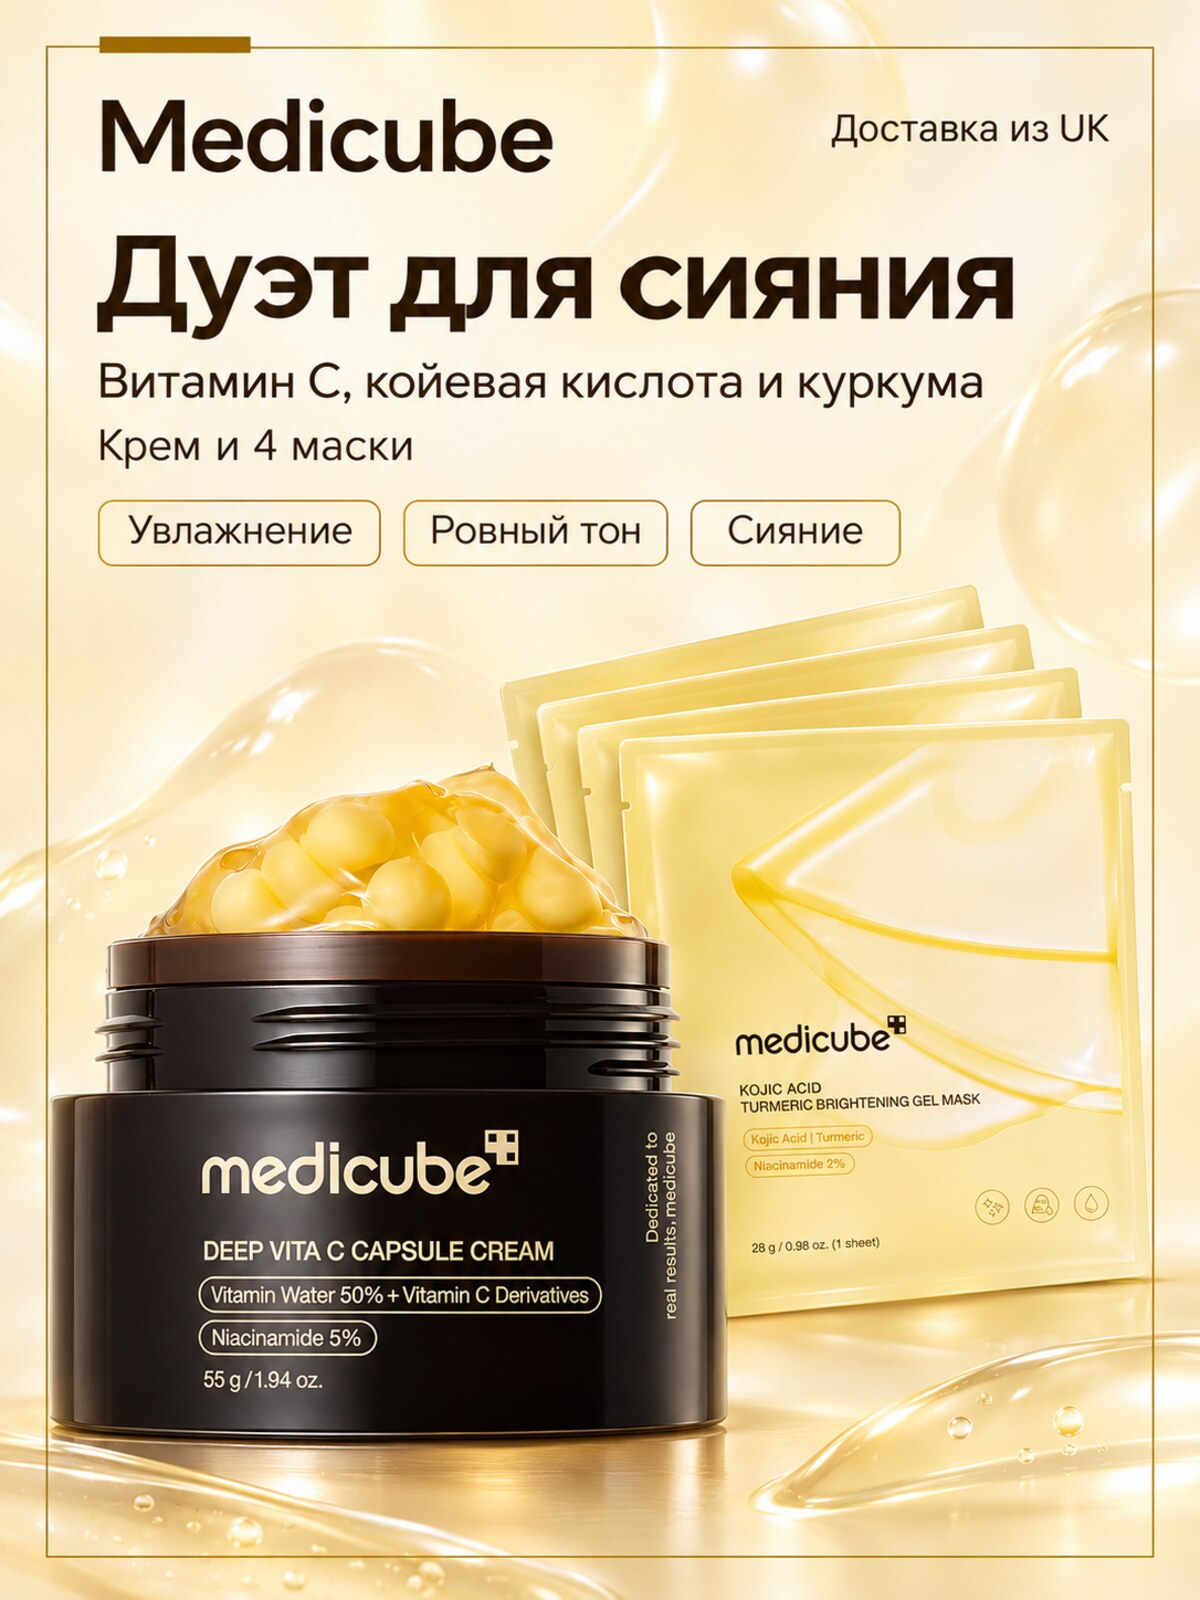 Medicube
Доставка из UK
Дуэт для сияния
Витамин С, койевая кислота и куркума
Крем и 4 маски
Увлажнение
Ровный тон
Сияние
medicube
KOJIC ACID
TURMERIC BRIGHTENING GEL MASK
Kojic Acid | Turmeric
Niacinamide 2%
28 g / 0.98 oz. (1 sheet)
medicube
DEEP VITA C CAPSULE CREAM
Vitamin Water 50% + Vitamin C Derivatives
Niacinamide 5%
55 g / 1.94 oz.
Dedicated to
real results, medicube